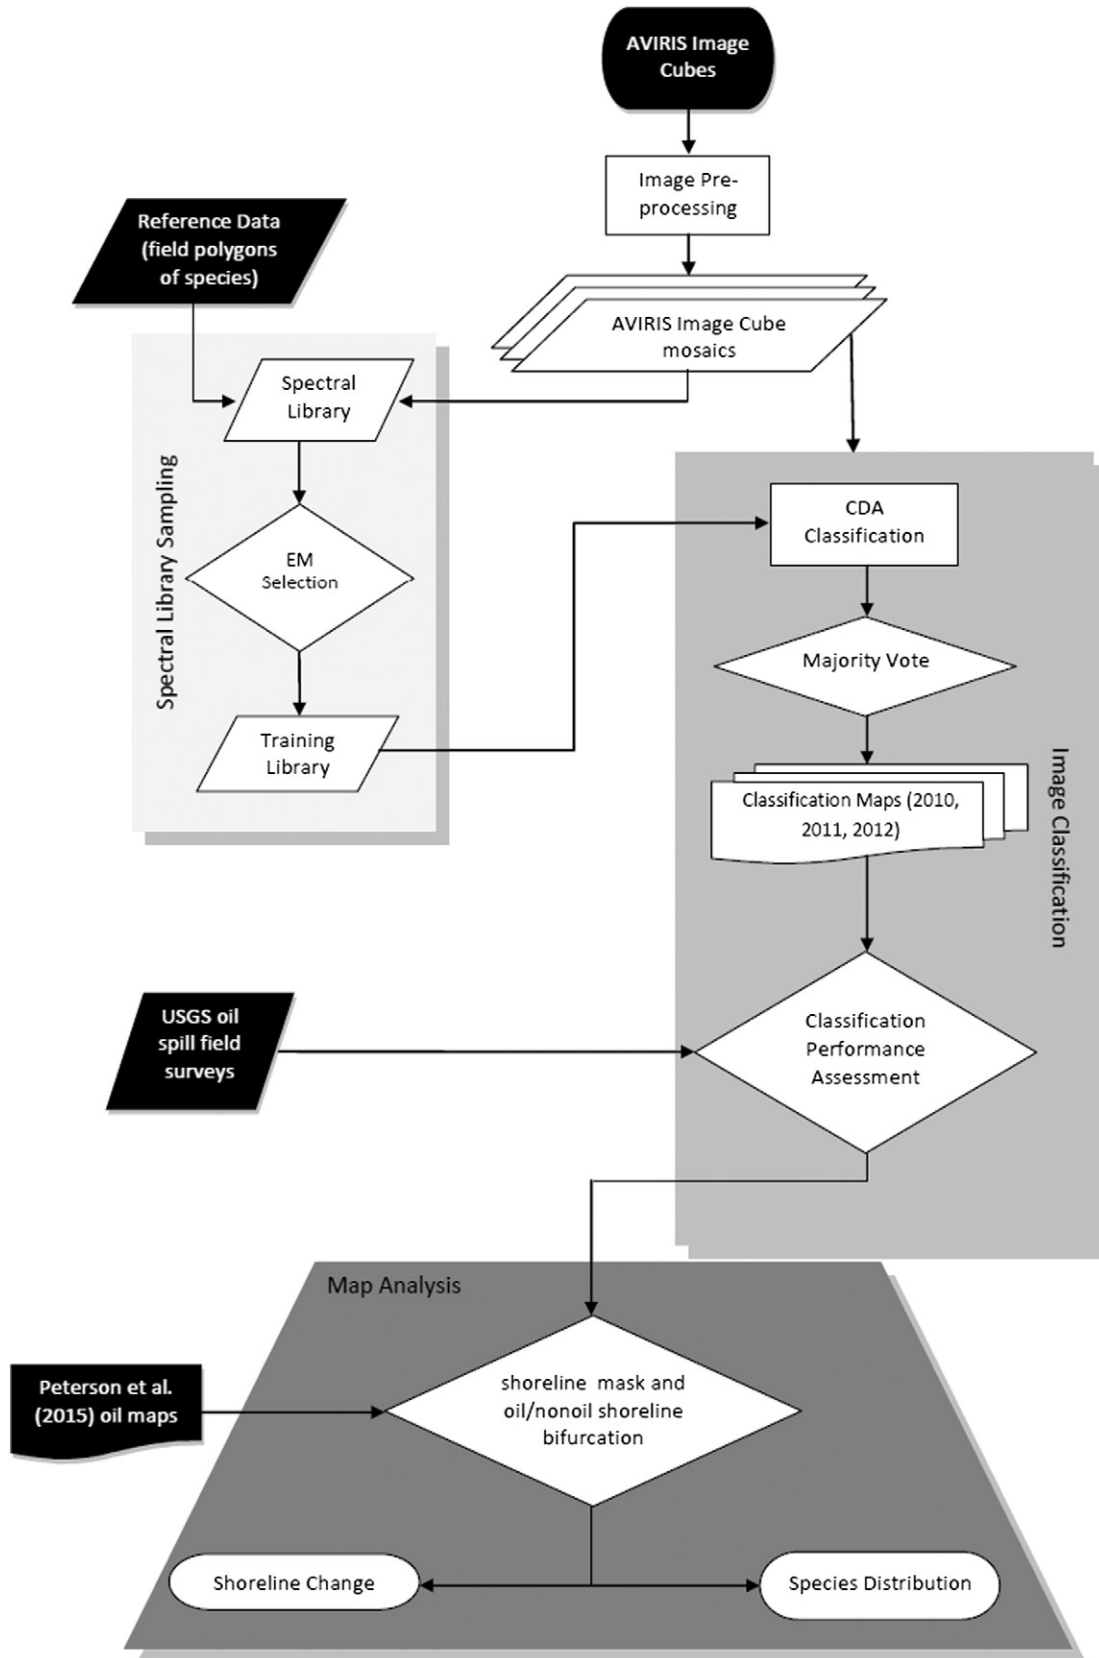 AVIRIS Image
Cubes
Image Pre-
processing
Reference Data
(field polygons
of species)
AVIRIS Image Cube
mosaics
Spectral
Library
Spectral Library Sampling
EM
Selection
Training
Library
CDA
Classification
Majority Vote
Classification Maps (2010,
2011, 2012)
Image Classification
USGS oil
spill field
surveys
Classification
Performance
Assessment
Map Analysis
Peterson et al.
(2015) oil maps
shoreline mask and
oil/nonoil shoreline
bifurcation
Shoreline Change
Species Distribution